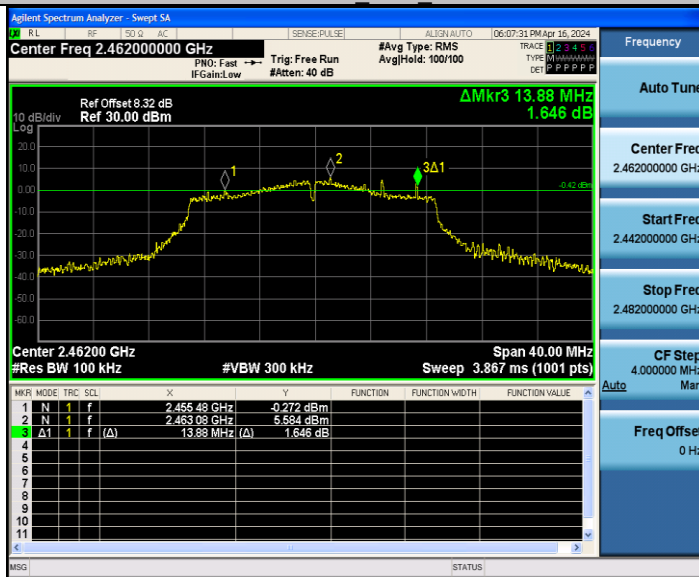 Agilent Spectrum Analyzer - Swept SA
LXI RL RF 50 Ω AC SENSE:PULSE ALIGN AUTO 06:07:31 PM Apr 16, 2024
Center Freq 2.462000000 GHz
PNO: Fast
IFGain:Low
Trig: Free Run
#Atten: 40 dB
#Avg Type: RMS
Avg|Hold: 100/100
TRACE 1 2 3 4 5 6
TYPE M
DET P P P P P P
Frequency
Auto Tune
Center Freq
2.462000000 GHz
Start Freq
2.442000000 GHz
Stop Freq
2.482000000 GHz
CF Step
4.000000 MHz
Auto Man
Freq Offset
0 Hz
10 dB/div
Log
Ref Offset 8.32 dB
Ref 30.00 dBm
ΔMkr3 13.88 MHz
1.646 dB
1
2
3Δ1
-0.42 dBm
20.0
10.0
0.00
-10.0
-20.0
-30.0
-40.0
-50.0
-60.0
Center 2.46200 GHz Span 40.00 MHz
#Res BW 100 kHz #VBW 300 kHz Sweep 3.867 ms (1001 pts)
MKR MODE TRC SCL X Y FUNCTION FUNCTION WIDTH FUNCTION VALUE
1 N 1 f 2.455 48 GHz -0.272 dBm
2 N 1 f 2.463 08 GHz 5.584 dBm
3 Δ1 1 f (Δ) 13.88 MHz (Δ) 1.646 dB
4
5
6
7
8
9
10
11
MSG STATUS